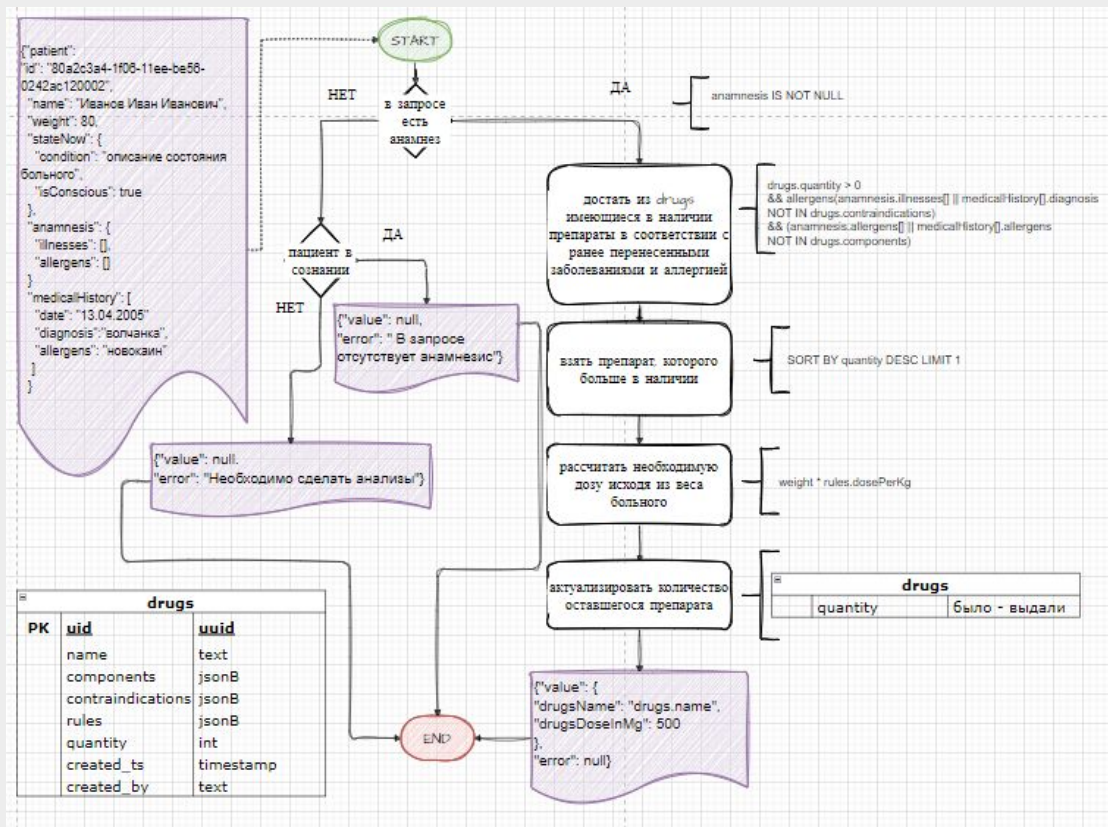 {"patient":
"id": "80a2c3a4-1f06-11ee-be56-
0242ac120002",
"name": "Иванов Иван Иванович",
"weight": 80,
"stateNow": {
"condition": "описание состояния
больного",
"isConscious": true
},
"anamnesis": {
"illnesses": [],
"allergens": []
}
"medicalHistory": [
"date": "13.04.2005"
"diagnosis":"волчанка",
"allergens": "новокаин"
]
}
START
НЕТ
в запросе
есть
анамнез
ДА
anamnesis IS NOT NULL
достать из drugs
имеющиеся в наличии
препараты в соответствии с
ранее перенесенными
заболеваниями и аллергией
drugs.quantity > 0
&& allergens(anamnesis.illnesses[] || medicalHistory[].diagnosis
NOT IN drugs.contraindications)
&& (anamnesis.allergens[] || medicalHistory[].allergens
NOT IN drugs.components)
ДА
пациент в
сознании
НЕТ
{"value": null,
"error": " В запросе
отсутствует анамнезис"}
взять препарат, которого
больше в наличии
SORT BY quantity DESC LIMIT 1
{"value": null.
"error": "Необходимо сделать анализы"}
рассчитать необходимую
дозу исходя из веса
больного
weight * rules.dosePerKg
актуализировать количество
оставшегося препарата
drugs
quantity было - выдали
drugs
PK uid uuid
name text
components jsonB
contraindications jsonB
rules jsonB
quantity int
created_ts timestamp
created_by text
{"value": {
"drugsName": "drugs.name",
"drugsDoseInMg": 500
},
"error": null}
END